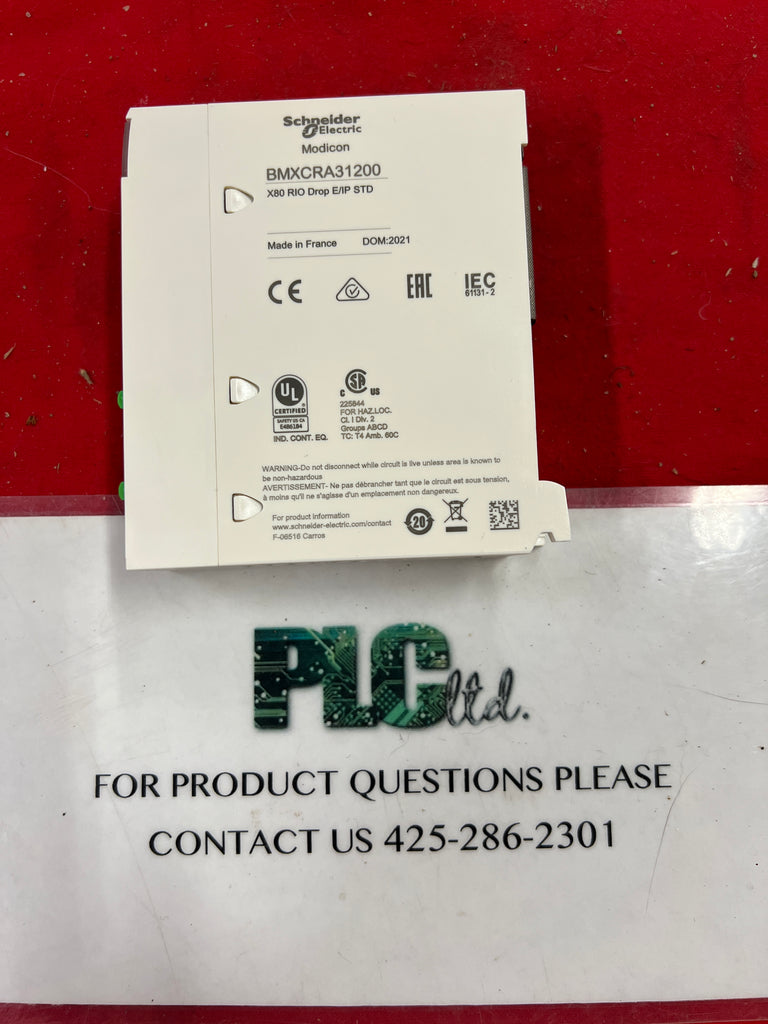 Schneider
Electric
Modicon
BMXCRA31200
X80 RIO Drop E/IP STD
Made in France DOM:2021
CE
EAC
IEC
61131-2
UL
CERTIFIED
SAFETY US CA
E486184
IND. CONT. EQ.
C SA US
225844
FOR HAZ.LOC.
Cl. I Div. 2
Groups ABCD
TC: T4 Amb. 60C
WARNING-Do not disconnect while circuit is live unless area is known to
be non-hazardous
AVERTISSEMENT- Ne pas débrancher tant que le circuit est sous tension,
à moins qu'il ne s'agisse d'un emplacement non dangereux.
For product information
www.schneider-electric.com/contact
F-06516 Carros
20
PLC ltd.
FOR PRODUCT QUESTIONS PLEASE
CONTACT US 425-286-2301